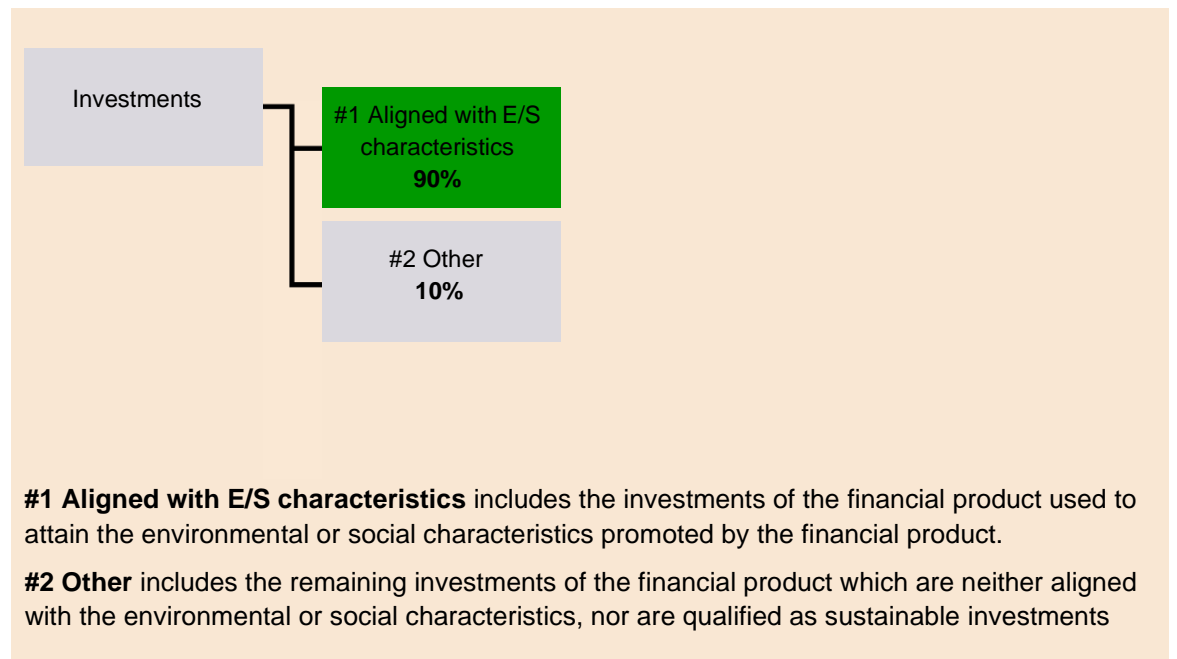 Investments
#1 Aligned with E/S
characteristics
90%
#2 Other
10%
#1 Aligned with E/S characteristics includes the investments of the financial product used to
attain the environmental or social characteristics promoted by the financial product.
#2 Other includes the remaining investments of the financial product which are neither aligned
with the environmental or social characteristics, nor are qualified as sustainable investments